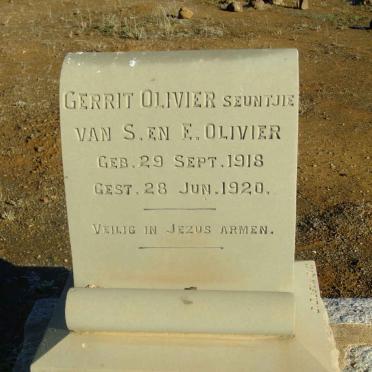 GERRIT OLIVIER SEUNTJIE
VAN S. EN E. OLIVIER
GEB. 29 SEPT. 1918
GEST. 28 JUN. 1920.
VEILIG IN JEZUS ARMEN.